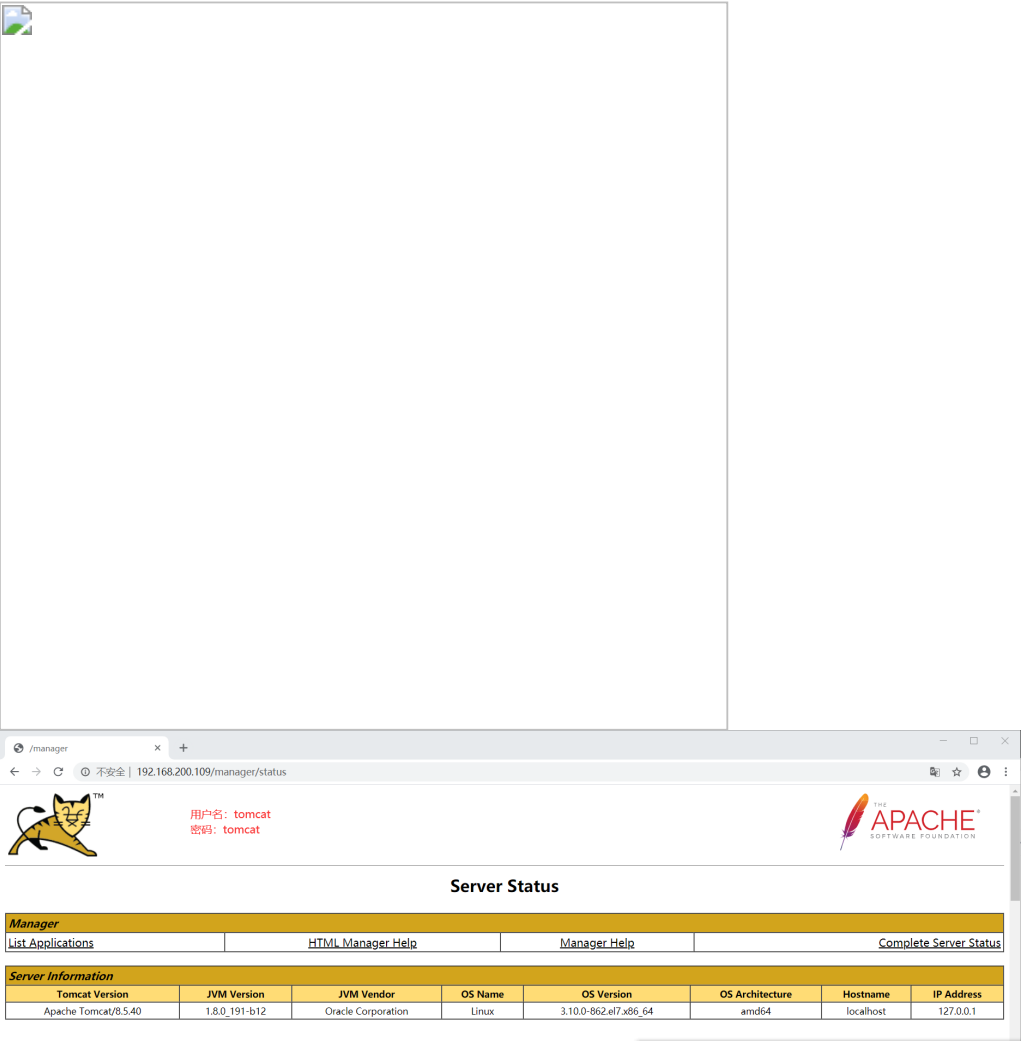 /manager
不安全 | 192.168.200.109/manager/status
TM
用户名：tomcat
密码：tomcat
THE
APACHE®
SOFTWARE FOUNDATION
Server Status
Manager
List Applications HTML Manager Help Manager Help Complete Server Status
Server Information
Tomcat Version JVM Version JVM Vendor OS Name OS Version OS Architecture Hostname IP Address
Apache Tomcat/8.5.40 1.8.0_191-b12 Oracle Corporation Linux 3.10.0-862.el7.x86_64 amd64 localhost 127.0.0.1